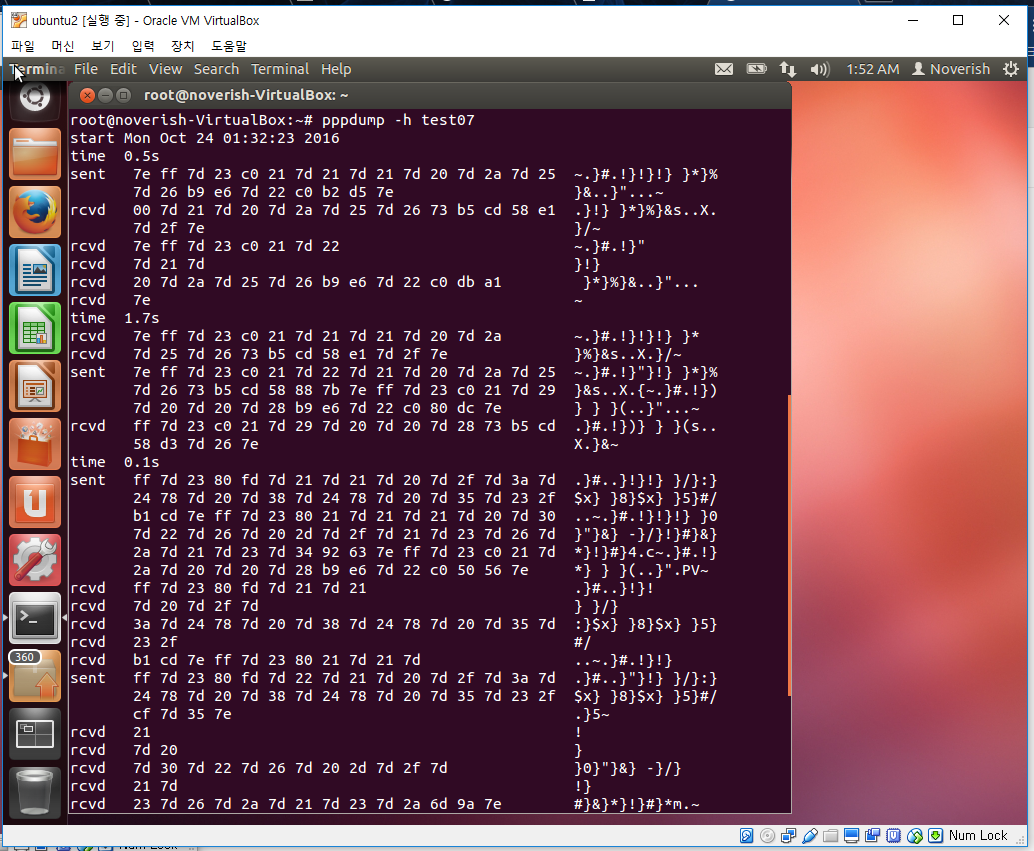 ubuntu2 [실행 중] - Oracle VM VirtualBox
파일 머신 보기 입력 장치 도움말
Termina File Edit View Search Terminal Help 1:52 AM Noverish
root@noverish-VirtualBox: ~
root@noverish-VirtualBox:~# pppdump -h test07
start Mon Oct 24 01:32:23 2016
time 0.5s
sent 7e ff 7d 23 c0 21 7d 21 7d 21 7d 20 7d 2a 7d 25 ~.}#.!}!}!} }*}%
7d 26 b9 e6 7d 22 c0 b2 d5 7e }&..}"...~
rcvd 00 7d 21 7d 20 7d 2a 7d 25 7d 26 73 b5 cd 58 e1 .}!} }*}%}&s..X.
7d 2f 7e }/~
rcvd 7e ff 7d 23 c0 21 7d 22 ~.}#.!}"
rcvd 7d 21 7d }!}
rcvd 20 7d 2a 7d 25 7d 26 b9 e6 7d 22 c0 db a1 }*}%}&..}"...
rcvd 7e ~
time 1.7s
rcvd 7e ff 7d 23 c0 21 7d 21 7d 21 7d 20 7d 2a ~.}#.!}!}!} }*
rcvd 7d 25 7d 26 73 b5 cd 58 e1 7d 2f 7e }%}&s..X.}/~
sent 7e ff 7d 23 c0 21 7d 22 7d 21 7d 20 7d 2a 7d 25 ~.}#.!}"}!} }*}%
7d 26 73 b5 cd 58 88 7b 7e ff 7d 23 c0 21 7d 29 }&s..X.{~.}#.!})
7d 20 7d 20 7d 28 b9 e6 7d 22 c0 80 dc 7e } } }(..}"...~
rcvd ff 7d 23 c0 21 7d 29 7d 20 7d 20 7d 28 73 b5 cd .}#.!})} } }(s..
58 d3 7d 26 7e X.}&~
time 0.1s
sent ff 7d 23 80 fd 7d 21 7d 21 7d 20 7d 2f 7d 3a 7d .}#..}!}!} }/}:}
24 78 7d 20 7d 38 7d 24 78 7d 20 7d 35 7d 23 2f $x} }8}$x} }5}#/
b1 cd 7e ff 7d 23 80 21 7d 21 7d 21 7d 20 7d 30 ..~.}#.!}!}!} }0
7d 22 7d 26 7d 20 2d 7d 2f 7d 21 7d 23 7d 26 7d }"}&} -}/}!}#}&}
2a 7d 21 7d 23 7d 34 92 63 7e ff 7d 23 c0 21 7d *}!}#}4.c~.}#.!}
2a 7d 20 7d 20 7d 28 b9 e6 7d 22 c0 50 56 7e *} } }(..}".PV~
rcvd ff 7d 23 80 fd 7d 21 7d 21 .}#..}!}!
rcvd 7d 20 7d 2f 7d } }/}
rcvd 3a 7d 24 78 7d 20 7d 38 7d 24 78 7d 20 7d 35 7d :}$x} }8}$x} }5}
rcvd 23 2f #/
rcvd b1 cd 7e ff 7d 23 80 21 7d 21 7d ..~.}#.!}!}
sent ff 7d 23 80 fd 7d 22 7d 21 7d 20 7d 2f 7d 3a 7d .}#..}"}!} }/}:}
24 78 7d 20 7d 38 7d 24 78 7d 20 7d 35 7d 23 2f $x} }8}$x} }5}#/
cf 7d 35 7e .}5~
rcvd 21 !
rcvd 7d 20 }
rcvd 7d 30 7d 22 7d 26 7d 20 2d 7d 2f 7d }0}"}&} -}/}
rcvd 21 7d !}
rcvd 23 7d 26 7d 2a 7d 21 7d 23 7d 2a 6d 9a 7e #}&}*}!}#}*m.~
360
Num Lock